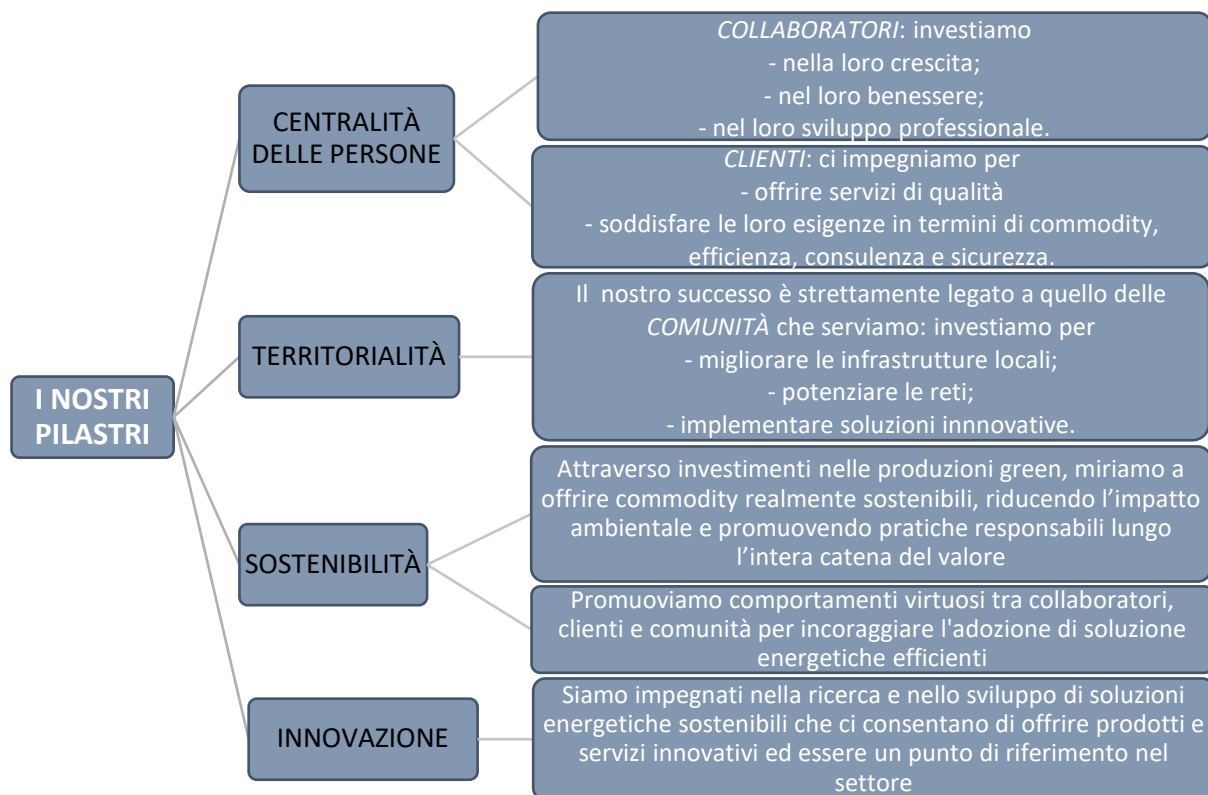 I NOSTRI
PILASTRI
CENTRALITÀ
DELLE PERSONE
COLLABORATORI: investiamo
- nella loro crescita;
- nel loro benessere;
- nel loro sviluppo professionale.
CLIENTI: ci impegniamo per
- offrire servizi di qualità
- soddisfare le loro esigenze in termini di commodity,
efficienza, consulenza e sicurezza.
TERRITORIALITÀ
Il  nostro successo è strettamente legato a quello delle
COMUNITÀ che serviamo: investiamo per
- migliorare le infrastrutture locali;
- potenziare le reti;
- implementare soluzioni innnovative.
SOSTENIBILITÀ
Attraverso investimenti nelle produzioni green, miriamo a
offrire commodity realmente sostenibili, riducendo l’impatto
ambientale e promuovendo pratiche responsabili lungo
l’intera catena del valore
Promuoviamo comportamenti virtuosi tra collaboratori,
clienti e comunità per incoraggiare l'adozione di soluzione
energetiche efficienti
INNOVAZIONE
Siamo impegnati nella ricerca e nello sviluppo di soluzioni
energetiche sostenibili che ci consentano di offrire prodotti e
servizi innovativi ed essere un punto di riferimento nel
settore